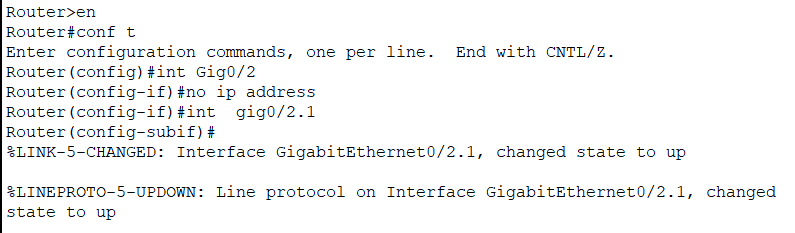 Router>en
Router#conf t
Enter configuration commands, one per line.  End with CNTL/Z.
Router(config)#int Gig0/2
Router(config-if)#no ip address
Router(config-if)#int  gig0/2.1
Router(config-subif)#
%LINK-5-CHANGED: Interface GigabitEthernet0/2.1, changed state to up

%LINEPROTO-5-UPDOWN: Line protocol on Interface GigabitEthernet0/2.1, changed
state to up